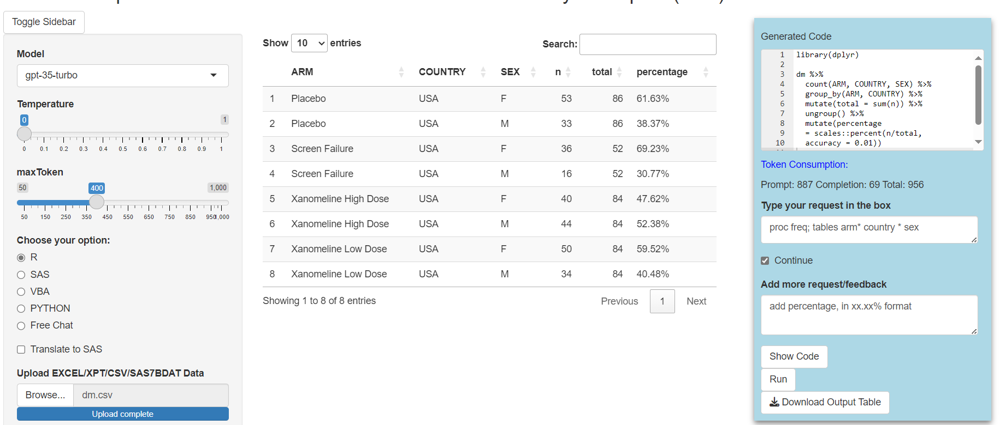 Toggle Sidebar
Model
gpt-35-turbo
Temperature
0 1
0 0.1 0.2 0.3 0.4 0.5 0.6 0.7 0.8 0.9 1
maxToken
50 400 1,000
50 150 250 350 450 550 650 750 850 950 1,000
Choose your option:
R
SAS
VBA
PYTHON
Free Chat
Translate to SAS
Upload EXCEL/XPT/CSV/SAS7BDAT Data
Browse... dm.csv
Upload complete
Show 10 entries
Search:
ARM COUNTRY SEX n total percentage
1 Placebo USA F 53 86 61.63%
2 Placebo USA M 33 86 38.37%
3 Screen Failure USA F 36 52 69.23%
4 Screen Failure USA M 16 52 30.77%
5 Xanomeline High Dose USA F 40 84 47.62%
6 Xanomeline High Dose USA M 44 84 52.38%
7 Xanomeline Low Dose USA F 50 84 59.52%
8 Xanomeline Low Dose USA M 34 84 40.48%
Showing 1 to 8 of 8 entries
Previous 1 Next
Generated Code
1 library(dplyr)
2
3 dm %>%
4 count(ARM, COUNTRY, SEX) %>%
5 group_by(ARM, COUNTRY) %>%
6 mutate(total = sum(n)) %>%
7 ungroup() %>%
8 mutate(percentage
9 = scales::percent(n/total,
10 accuracy = 0.01))
Token Consumption:
Prompt: 887 Completion: 69 Total: 956
Type your request in the box
proc freq; tables arm* country * sex
Continue
Add more request/feedback
add percentage, in xx.xx% format
Show Code
Run
Download Output Table